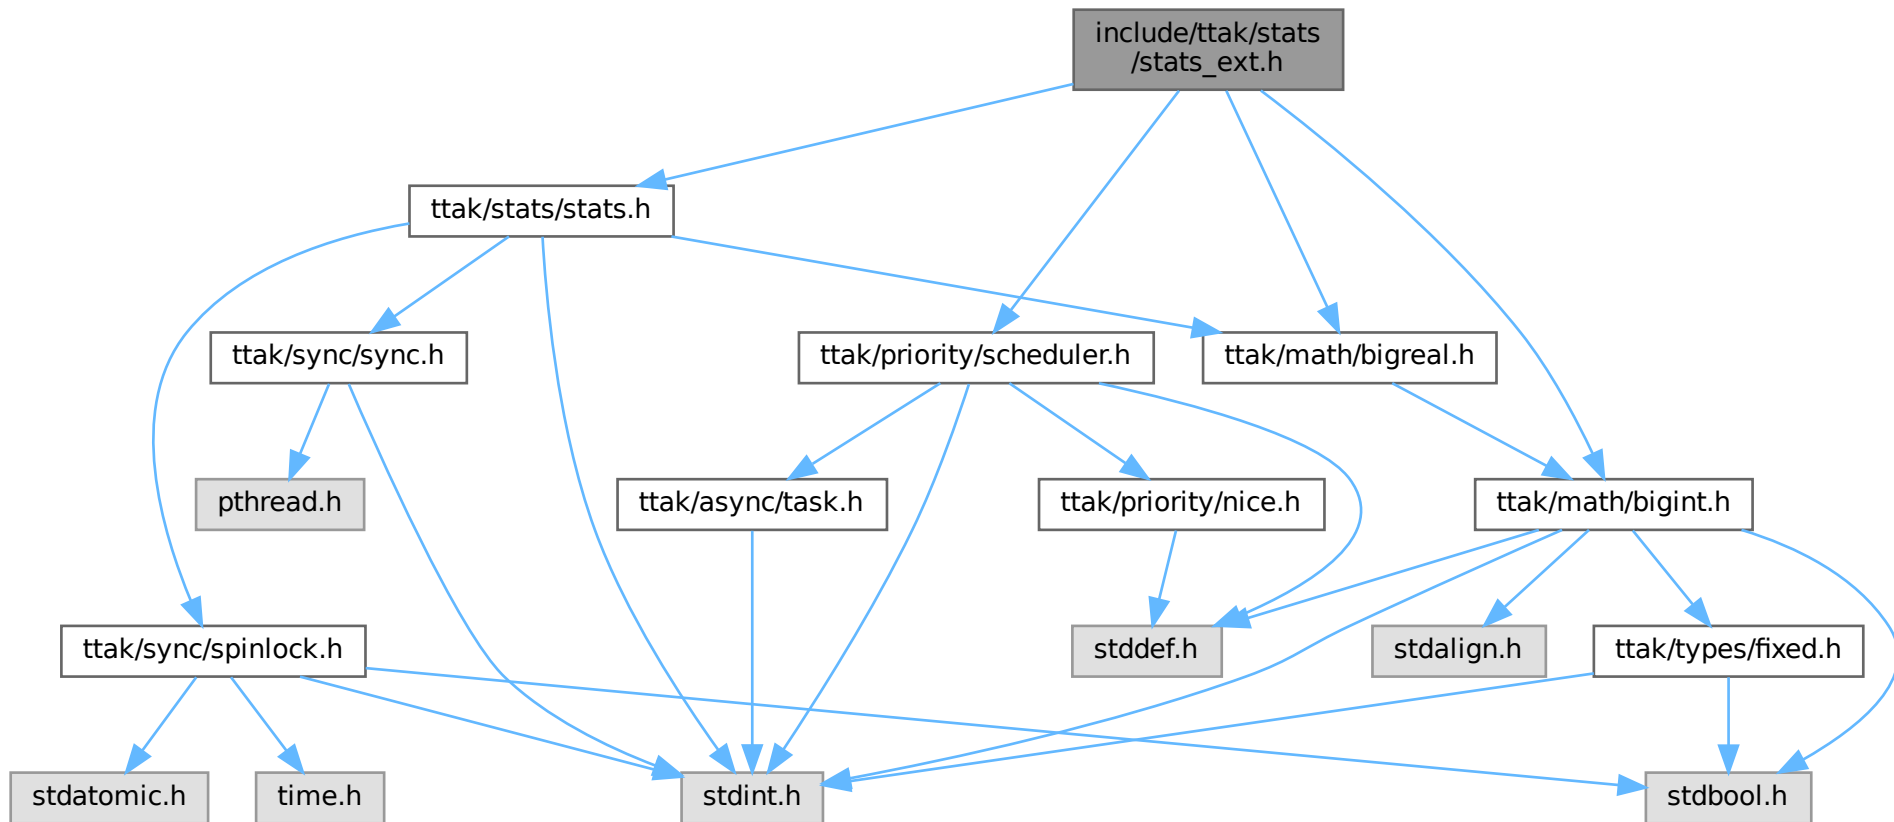 include/ttak/stats
/stats_ext.h
ttak/stats/stats.h
ttak/sync/sync.h
ttak/priority/scheduler.h
ttak/math/bigreal.h
pthread.h
ttak/async/task.h
ttak/priority/nice.h
ttak/math/bigint.h
ttak/sync/spinlock.h
stddef.h
stdalign.h
ttak/types/fixed.h
stdatomic.h
time.h
stdint.h
stdbool.h